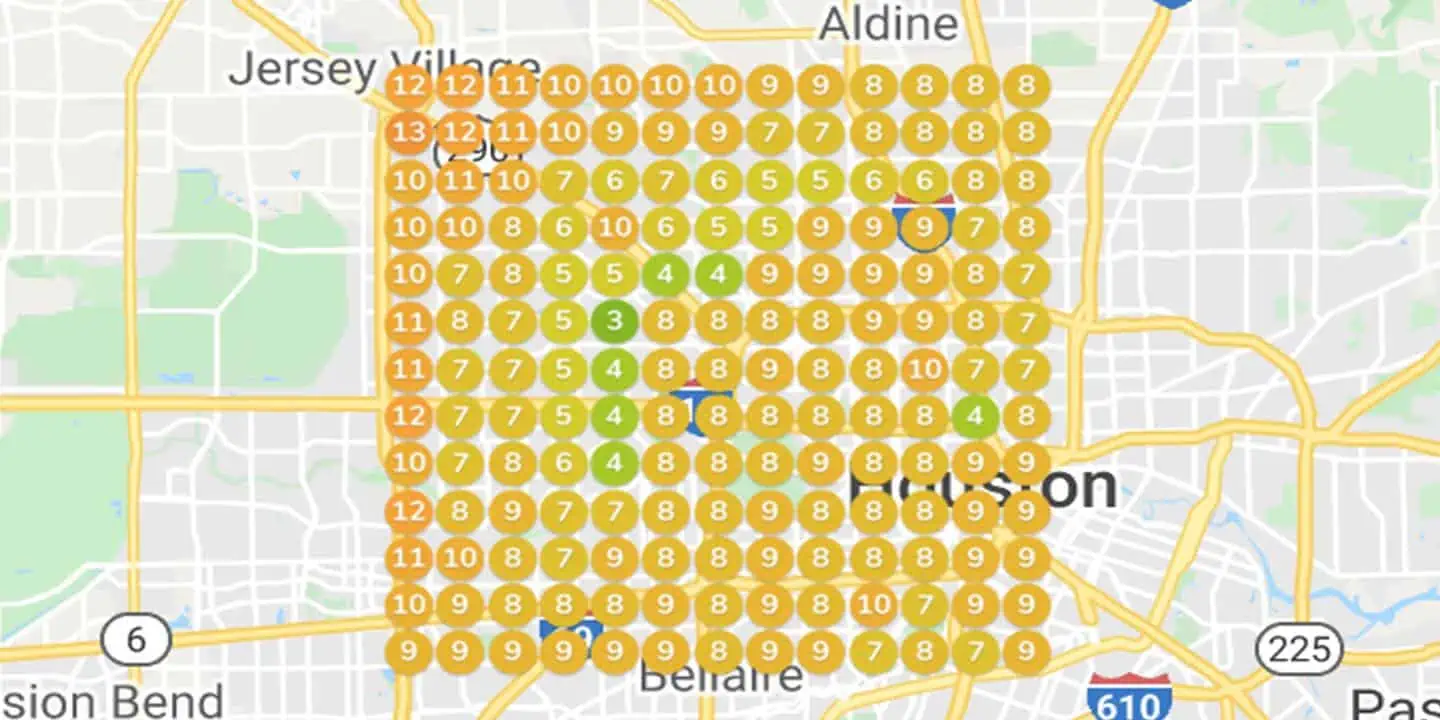 Aldine
Jersey Village
12 12 11 10 10 10 10 9 9 8 8 8 8
13 12 11 10 9 9 9 7 7 8 8 8 8
10 11 10 7 6 7 6 5 5 6 6 8 8
10 10 8 6 10 6 5 5 9 9 9 7 8
10 7 8 5 5 4 4 9 9 9 9 8 7
11 8 7 5 3 8 8 8 8 9 9 8 7
11 7 7 5 4 8 8 9 8 8 10 7 7
12 7 7 5 4 8 8 8 8 8 8 4 8
10 7 8 6 4 8 8 8 9 8 8 9 9
Houston
12 8 9 7 7 8 8 9 8 8 8 9 9
11 10 8 7 9 8 8 9 8 8 8 9 9
10 9 8 8 8 9 8 9 8 10 7 9 9
6
225
9 9 9 9 9 9 8 9 9 7 8 7 9
Bellaire
sion Bend
610
Pas